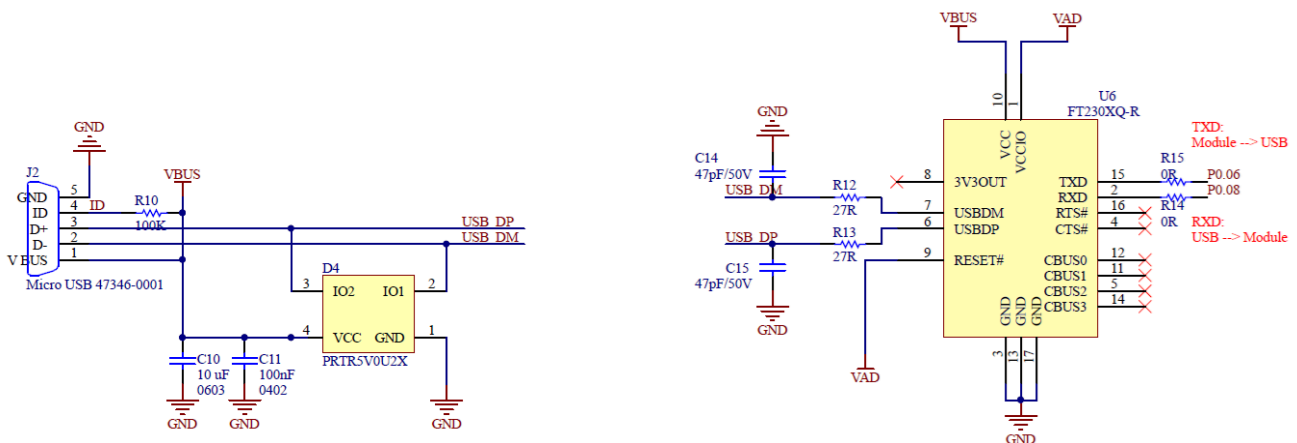 GND
J2
GND 5
ID 4 ID
D+ 3
D- 2
VBUS 1
Micro USB 47346-0001
R10
100K
VBUS
USB_DP
USB_DM
D4
3 IO2 IO1 2
4 VCC GND 1
PRTR5V0U2X
C10
10 uF
0603
GND
C11
100nF
0402
GND
GND
VBUS
VAD
10
1
U6
FT230XQ-R
VCC
VCCIO
GND
C14
47pF/50V
USB_DM
R12
27R
USB_DP
R13
27R
C15
47pF/50V
GND
VAD
8 3V3OUT
7 USBDM
6 USBDP
9 RESET#
TXD 15
RXD 2
RTS# 16
CTS# 4
CBUS0 12
CBUS1 11
CBUS2 5
CBUS3 14
GND
GND
GND
3
13
17
GND
TXD:
Module --> USB
R15
0R
P0.06
P0.08
R14
0R
RXD:
USB --> Module